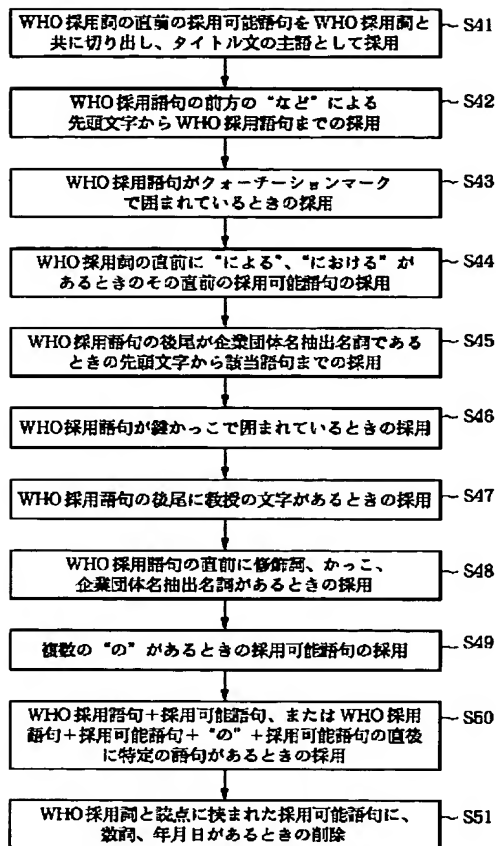 WHO採用詞の直前の採用可能語句をWHO採用詞と
共に切り出し、タイトル文の主語として採用
S41
WHO採用語句の前方の“など”による
先頭文字からWHO採用語句までの採用
S42
WHO採用語句がクォーテーションマーク
で囲まれているときの採用
S43
WHO採用詞の直前に“による”、“における”が
あるときのその直前の採用可能語句の採用
S44
WHO採用語句の後尾が企業団体名抽出名詞である
ときの先頭文字から該当語句までの採用
S45
WHO採用語句が鍵かっこで囲まれているときの採用
S46
WHO採用語句の後尾に教授の文字があるときの採用
S47
WHO採用語句の直前に修飾詞、かっこ、
企業団体名抽出名詞があるときの採用
S48
複数の“の”があるときの採用可能語句の採用
S49
WHO採用語句+採用可能語句、またはWHO採用
語句+採用可能語句+“の”+採用可能語句の直後
に特定の語句があるときの採用
S50
WHO採用詞と読点に挟まれた採用可能語句に、
数詞、年月日があるときの削除
S51